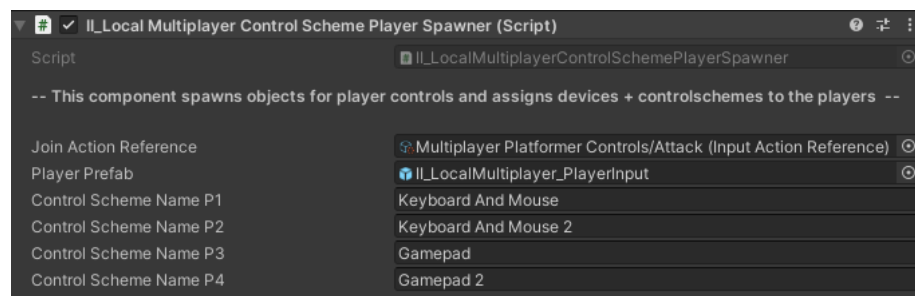 # Il_Local Multiplayer Control Scheme Player Spawner (Script)
Script Il_LocalMultiplayerControlSchemePlayerSpawner
-- This component spawns objects for player controls and assigns devices + controlschemes to the players --
Join Action Reference Multiplayer Platformer Controls/Attack (Input Action Reference)
Player Prefab Il_LocalMultiplayer_PlayerInput
Control Scheme Name P1 Keyboard And Mouse
Control Scheme Name P2 Keyboard And Mouse 2
Control Scheme Name P3 Gamepad
Control Scheme Name P4 Gamepad 2